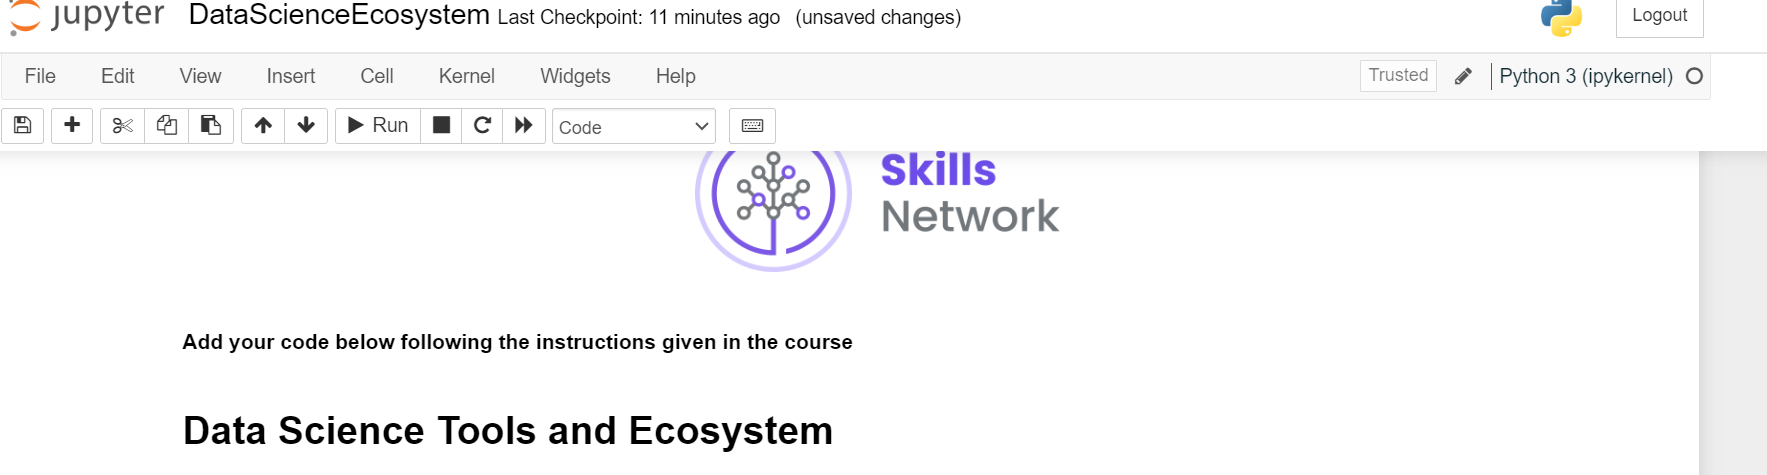 jupyter DataScienceEcosystem Last Checkpoint: 11 minutes ago (unsaved changes)
Logout
File Edit View Insert Cell Kernel Widgets Help
Trusted Python 3 (ipykernel)
Run Code
Skills
Network
Add your code below following the instructions given in the course
Data Science Tools and Ecosystem